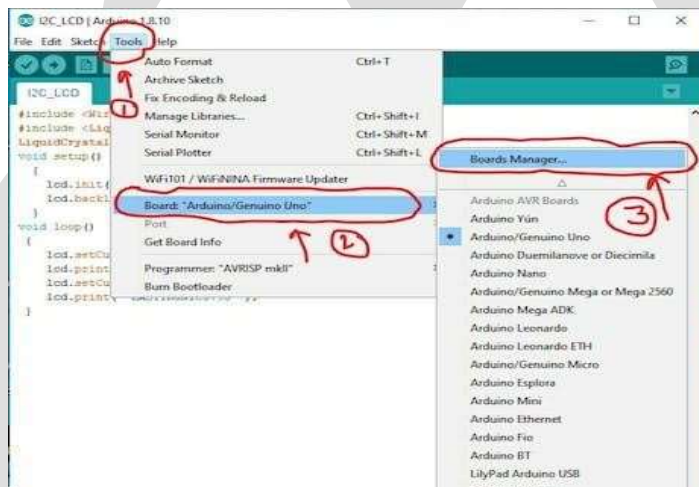 I2C_LCD | Arduino 1.8.10
File Edit Sketch Tools Help
1
I2C_LCD
#include
#include
LiquidCrystal
void setup()
{
lcd.init(
lcd.backl
}
void loop()
{
lcd.setCu
lcd.print
lcd.setCu
lcd.print(
}
Auto Format Ctrl+T
Archive Sketch
Fix Encoding & Reload
Manage Libraries... Ctrl+Shift+I
Serial Monitor Ctrl+Shift+M
Serial Plotter Ctrl+Shift+L
WiFi101 / WiFiNINA Firmware Updater
Board: "Arduino/Genuino Uno"
Port
Get Board Info
2
Programmer: "AVRISP mkII"
Burn Bootloader
Boards Manager...
3
Arduino AVR Boards
Arduino Yún
Arduino/Genuino Uno
Arduino Duemilanove or Diecimila
Arduino Nano
Arduino/Genuino Mega or Mega 2560
Arduino Mega ADK
Arduino Leonardo
Arduino Leonardo ETH
Arduino/Genuino Micro
Arduino Esplora
Arduino Mini
Arduino Ethernet
Arduino Fio
Arduino BT
LilyPad Arduino USB